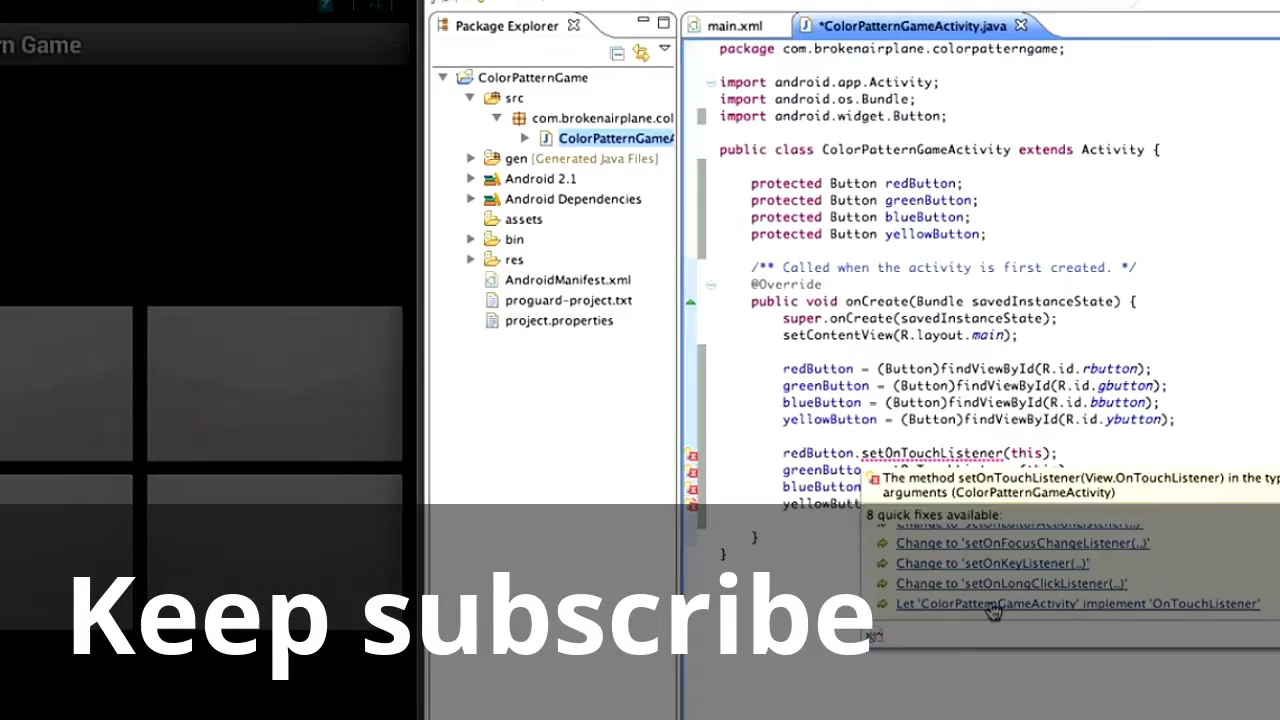 rn Game
Package Explorer
ColorPatternGame
src
com.brokenairplane.col
ColorPatternGameA
gen [Generated Java Files]
Android 2.1
Android Dependencies
assets
bin
res
AndroidManifest.xml
proguard-project.txt
project.properties
main.xml
*ColorPatternGameActivity.java
package com.brokenairplane.colorpatterngame;
import android.app.Activity;
import android.os.Bundle;
import android.widget.Button;
public class ColorPatternGameActivity extends Activity {
protected Button redButton;
protected Button greenButton;
protected Button blueButton;
protected Button yellowButton;
/** Called when the activity is first created. */
@Override
public void onCreate(Bundle savedInstanceState) {
super.onCreate(savedInstanceState);
setContentView(R.layout.main);
redButton = (Button)findViewById(R.id.rbutton);
greenButton = (Button)findViewById(R.id.gbutton);
blueButton = (Button)findViewById(R.id.bbutton);
yellowButton = (Button)findViewById(R.id.ybutton);
redButton.setOnTouchListener(this);
greenButto
blueButton
yellowButt
}
}
The method setOnTouchListener(View.OnTouchListener) in the typ
arguments (ColorPatternGameActivity)
8 quick fixes available:
Change to 'setOnEditorActionListener(..)'
Change to 'setOnFocusChangeListener(..)'
Change to 'setOnKeyListener(..)'
Change to 'setOnLongClickListener(..)'
Let 'ColorPatternGameActivity' implement 'OnTouchListener'
Keep subscribe